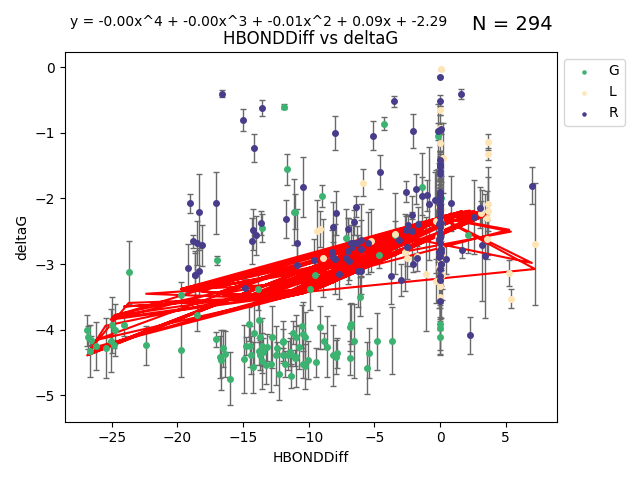 y = -0.00x^4 + -0.00x^3 + -0.01x^2 + 0.09x + -2.29
N = 294
HBONDDiff vs deltaG
G
L
R
deltaG
0
−1
−2
−3
−4
−5
−25
−20
−15
−10
−5
0
5
HBONDDiff